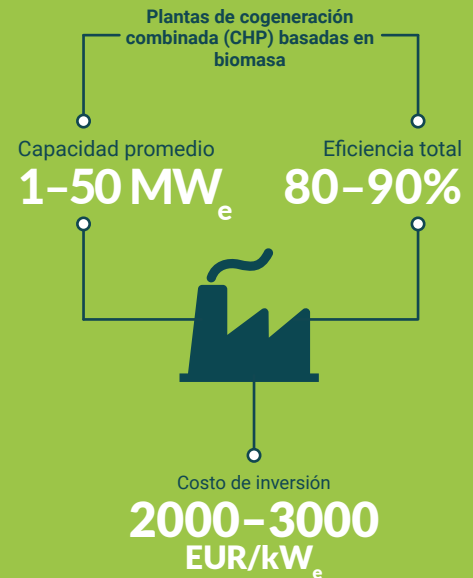 Plantas de cogeneración
combinada (CHP) basadas en
biomasa
Capacidad promedio
1–50 MWₑ
Eficiencia total
80–90%
Costo de inversión
2000–3000
EUR/kWₑ